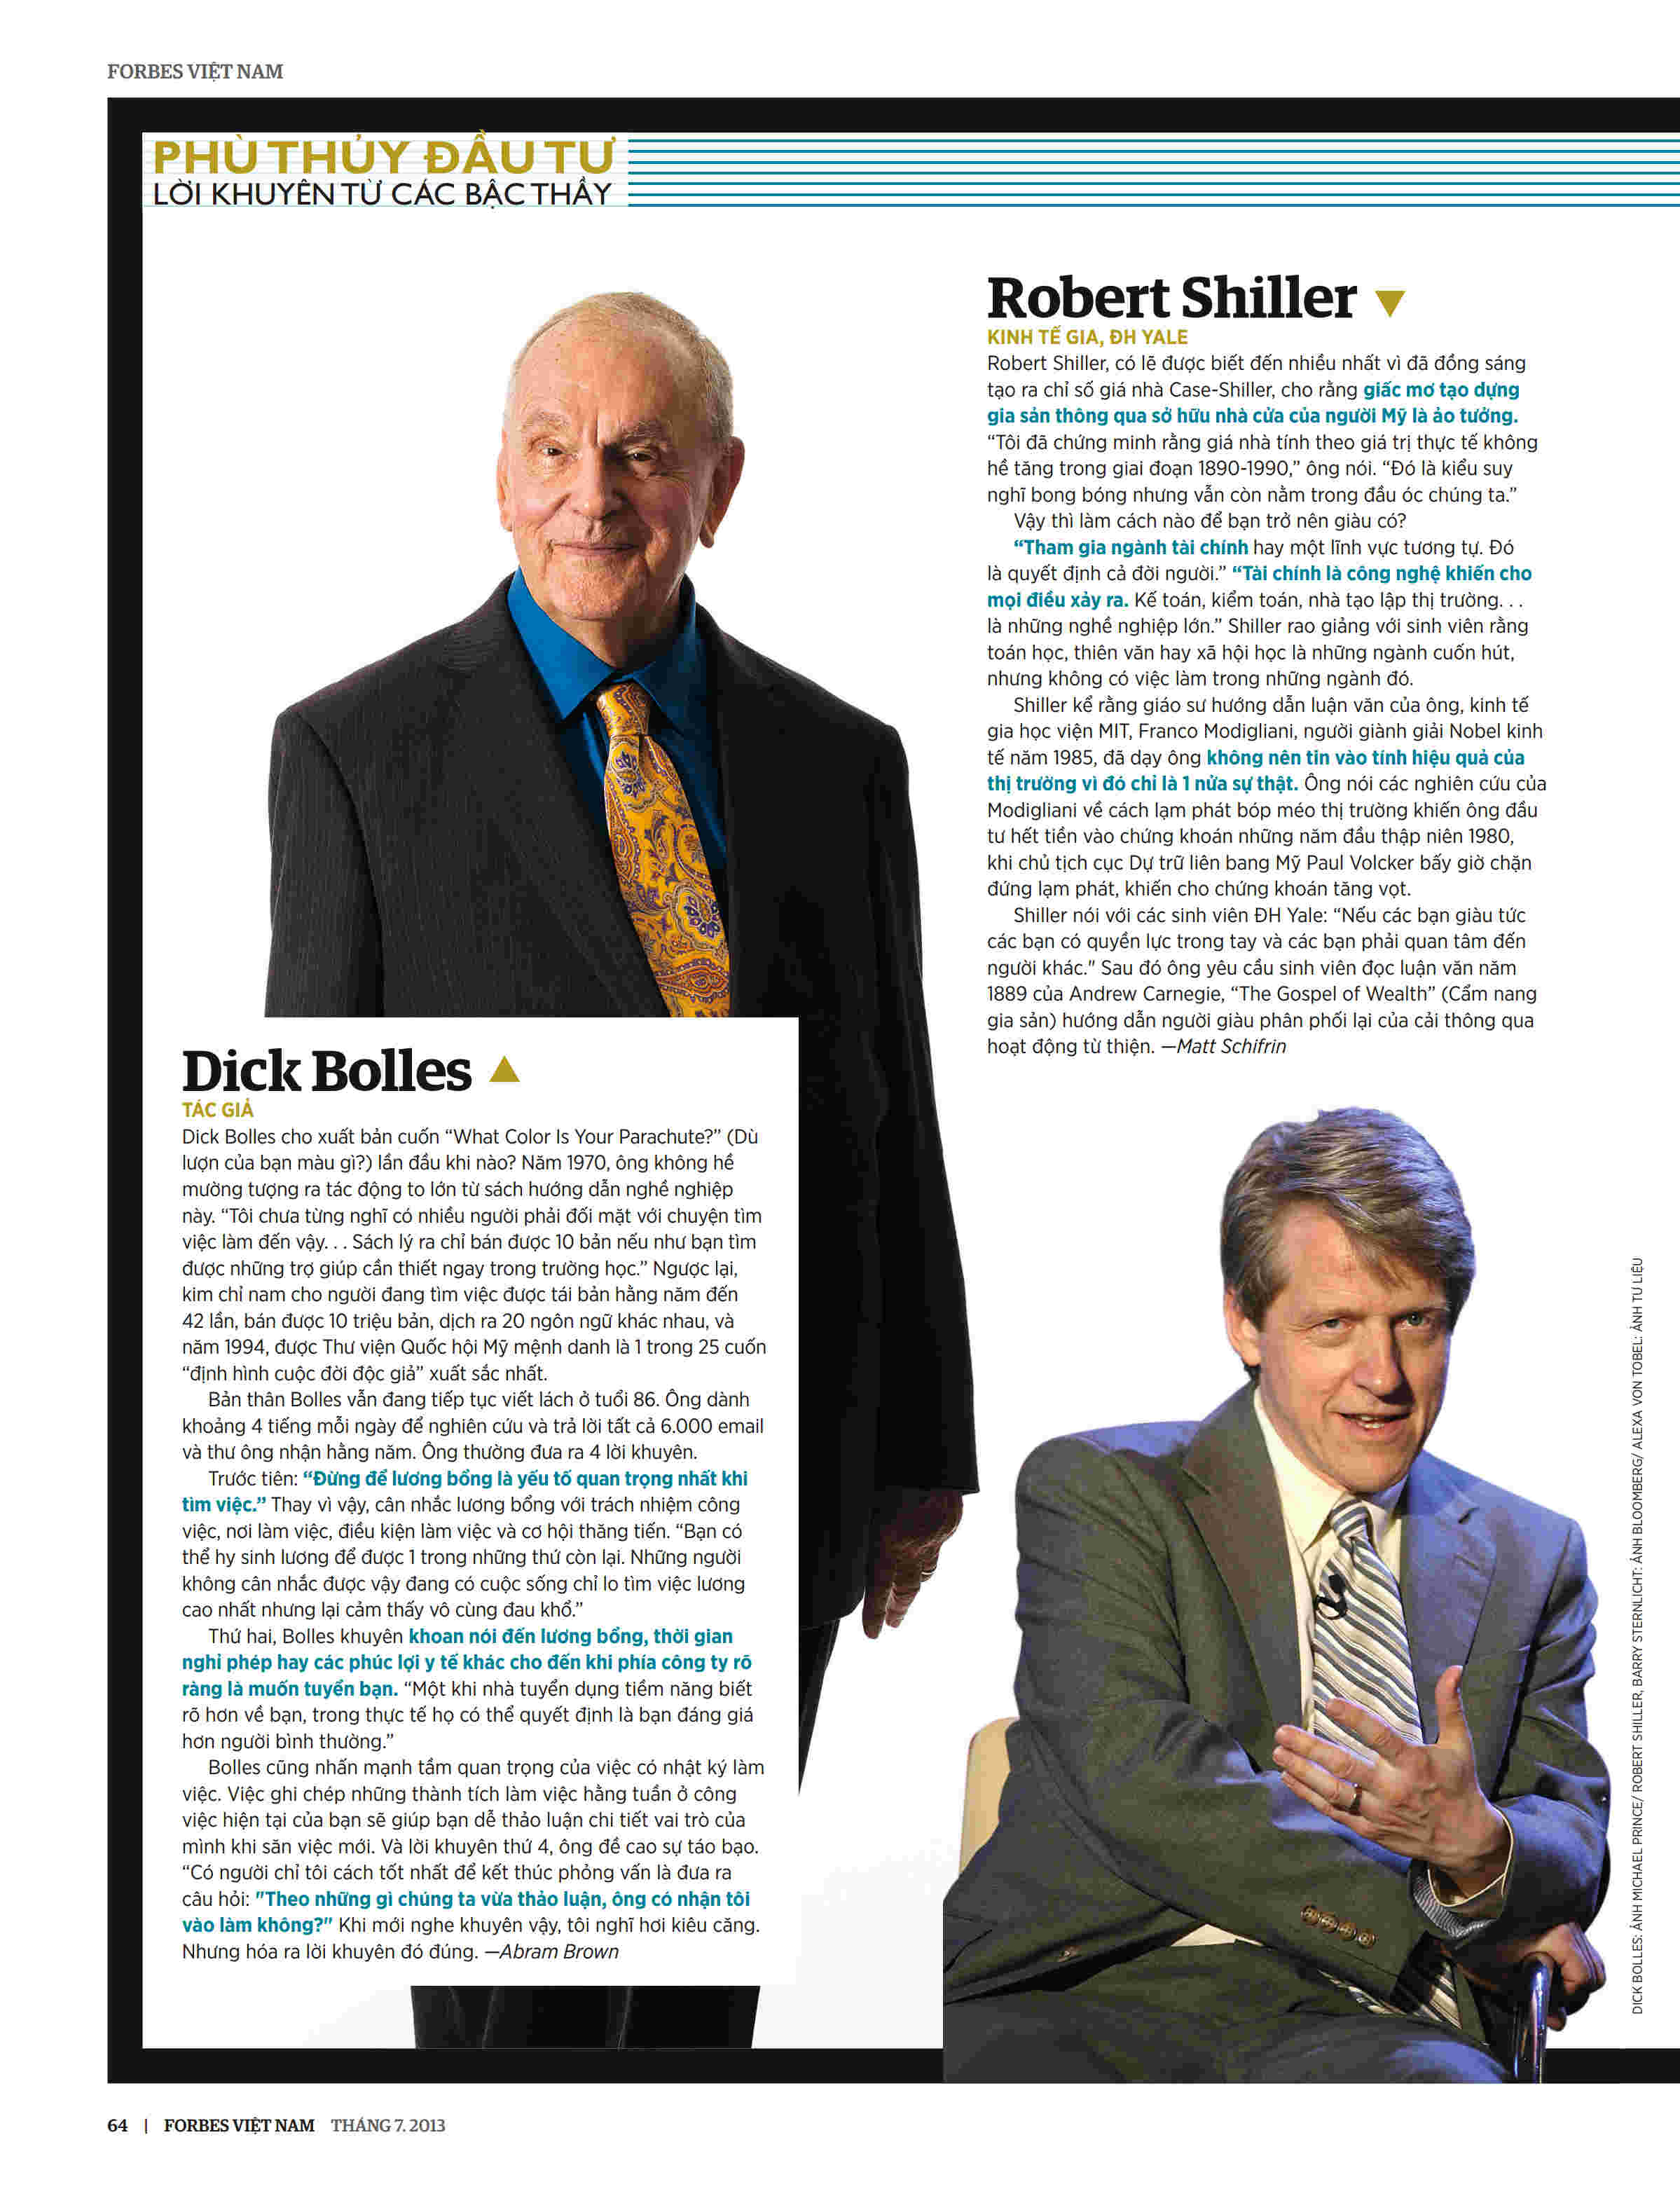 FORBES VIỆT NAM
PHÙ THỦY ĐẦU TƯ
LỜI KHUYÊN TỪ CÁC BẬC THẦY
Robert Shiller
KINH TẾ GIA, ĐH YALE
Robert Shiller, có lẽ được biết đến nhiều nhất vì đã đồng sáng
tạo ra chỉ số giá nhà Case-Shiller, cho rằng giấc mơ tạo dựng
gia sản thông qua sở hữu nhà cửa của người Mỹ là ảo tưởng.
“Tôi đã chứng minh rằng giá nhà tính theo giá trị thực tế không
hề tăng trong giai đoạn 1890-1990,” ông nói. “Đó là kiểu suy
nghĩ bong bóng nhưng vẫn còn nằm trong đầu óc chúng ta.”
Vậy thì làm cách nào để bạn trở nên giàu có?
“Tham gia ngành tài chính hay một lĩnh vực tương tự. Đó
là quyết định cả đời người.” “Tài chính là công nghệ khiến cho
mọi điều xảy ra. Kế toán, kiểm toán, nhà tạo lập thị trường. . .
là những nghề nghiệp lớn.” Shiller rao giảng với sinh viên rằng
toán học, thiên văn hay xã hội học là những ngành cuốn hút,
nhưng không có việc làm trong những ngành đó.
Shiller kể rằng giáo sư hướng dẫn luận văn của ông, kinh tế
gia học viện MIT, Franco Modigliani, người giành giải Nobel kinh
tế năm 1985, đã dạy ông không nên tin vào tính hiệu quả của
thị trường vì đó chỉ là 1 nửa sự thật. Ông nói các nghiên cứu của
Modigliani về cách lạm phát bóp méo thị trường khiến ông đầu
tư hết tiền vào chứng khoán những năm đầu thập niên 1980,
khi chủ tịch cục Dự trữ liên bang Mỹ Paul Volcker bấy giờ chặn
đứng lạm phát, khiến cho chứng khoán tăng vọt.
Shiller nói với các sinh viên ĐH Yale: “Nếu các bạn giàu tức
các bạn có quyền lực trong tay và các bạn phải quan tâm đến
người khác." Sau đó ông yêu cầu sinh viên đọc luận văn năm
1889 của Andrew Carnegie, “The Gospel of Wealth” (Cẩm nang
gia sản) hướng dẫn người giàu phân phối lại của cải thông qua
hoạt động từ thiện. —Matt Schifrin
Dick Bolles
TÁC GIẢ
Dick Bolles cho xuất bản cuốn “What Color Is Your Parachute?” (Dù
lượn của bạn màu gì?) lần đầu khi nào? Năm 1970, ông không hề
mường tượng ra tác động to lớn từ sách hướng dẫn nghề nghiệp
này. “Tôi chưa từng nghĩ có nhiều người phải đối mặt với chuyện tìm
việc làm đến vậy. . . Sách lý ra chỉ bán được 10 bản nếu như bạn tìm
được những trợ giúp cần thiết ngay trong trường học.” Ngược lại,
kim chỉ nam cho người đang tìm việc được tái bản hằng năm đến
42 lần, bán được 10 triệu bản, dịch ra 20 ngôn ngữ khác nhau, và
năm 1994, được Thư viện Quốc hội Mỹ mệnh danh là 1 trong 25 cuốn
“định hình cuộc đời độc giả” xuất sắc nhất.
Bản thân Bolles vẫn đang tiếp tục viết lách ở tuổi 86. Ông dành
khoảng 4 tiếng mỗi ngày để nghiên cứu và trả lời tất cả 6.000 email
và thư ông nhận hằng năm. Ông thường đưa ra 4 lời khuyên.
Trước tiên: “Đừng để lương bổng là yếu tố quan trọng nhất khi
tìm việc.” Thay vì vậy, cân nhắc lương bổng với trách nhiệm công
việc, nơi làm việc, điều kiện làm việc và cơ hội thăng tiến. “Bạn có
thể hy sinh lương để được 1 trong những thứ còn lại. Những người
không cân nhắc được vậy đang có cuộc sống chỉ lo tìm việc lương
cao nhất nhưng lại cảm thấy vô cùng đau khổ.”
Thứ hai, Bolles khuyên khoan nói đến lương bổng, thời gian
nghỉ phép hay các phúc lợi y tế khác cho đến khi phía công ty rõ
ràng là muốn tuyển bạn. “Một khi nhà tuyển dụng tiềm năng biết
rõ hơn về bạn, trong thực tế họ có thể quyết định là bạn đáng giá
hơn người bình thường.”
Bolles cũng nhấn mạnh tầm quan trọng của việc có nhật ký làm
việc. Việc ghi chép những thành tích làm việc hằng tuần ở công
việc hiện tại của bạn sẽ giúp bạn dễ thảo luận chi tiết vai trò của
mình khi săn việc mới. Và lời khuyên thứ 4, ông đề cao sự táo bạo.
“Có người chỉ tôi cách tốt nhất để kết thúc phỏng vấn là đưa ra
câu hỏi: "Theo những gì chúng ta vừa thảo luận, ông có nhận tôi
vào làm không?" Khi mới nghe khuyên vậy, tôi nghĩ hơi kiêu căng.
Nhưng hóa ra lời khuyên đó đúng. —Abram Brown
DICK BOLLES: ẢNH MICHAEL PRINCE/ ROBERT SHILLER, BARRY STERNLICHT: ẢNH BLOOMBERG/ ALEXA VON TOBEL: ẢNH TƯ LIỆU
64 | FORBES VIỆT NAM THÁNG 7. 2013